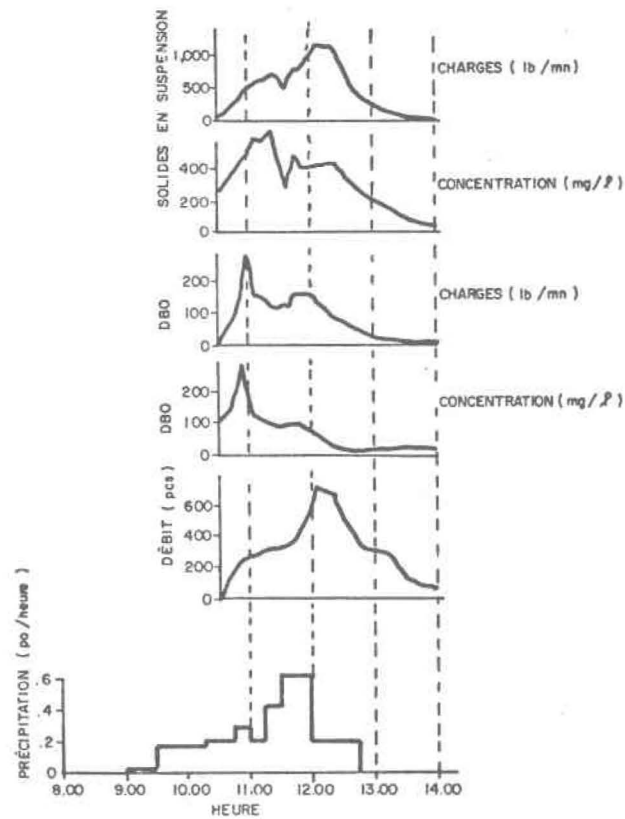 SOLIDES EN SUSPENSION
1,000
500
0
CHARGES ( lb /mn)
400
200
0
CONCENTRATION (mg/ℓ)
DBO
200
100
0
CHARGES ( lb /mn)
DBO
200
100
0
CONCENTRATION ( mg/ℓ)
DÉBIT ( pcs)
600
400
200
0
PRÉCIPITATION ( po/heure)
.6
.4
.2
0
8.00 9.00 10.00 11.00 12.00 13.00 14.00
HEURE